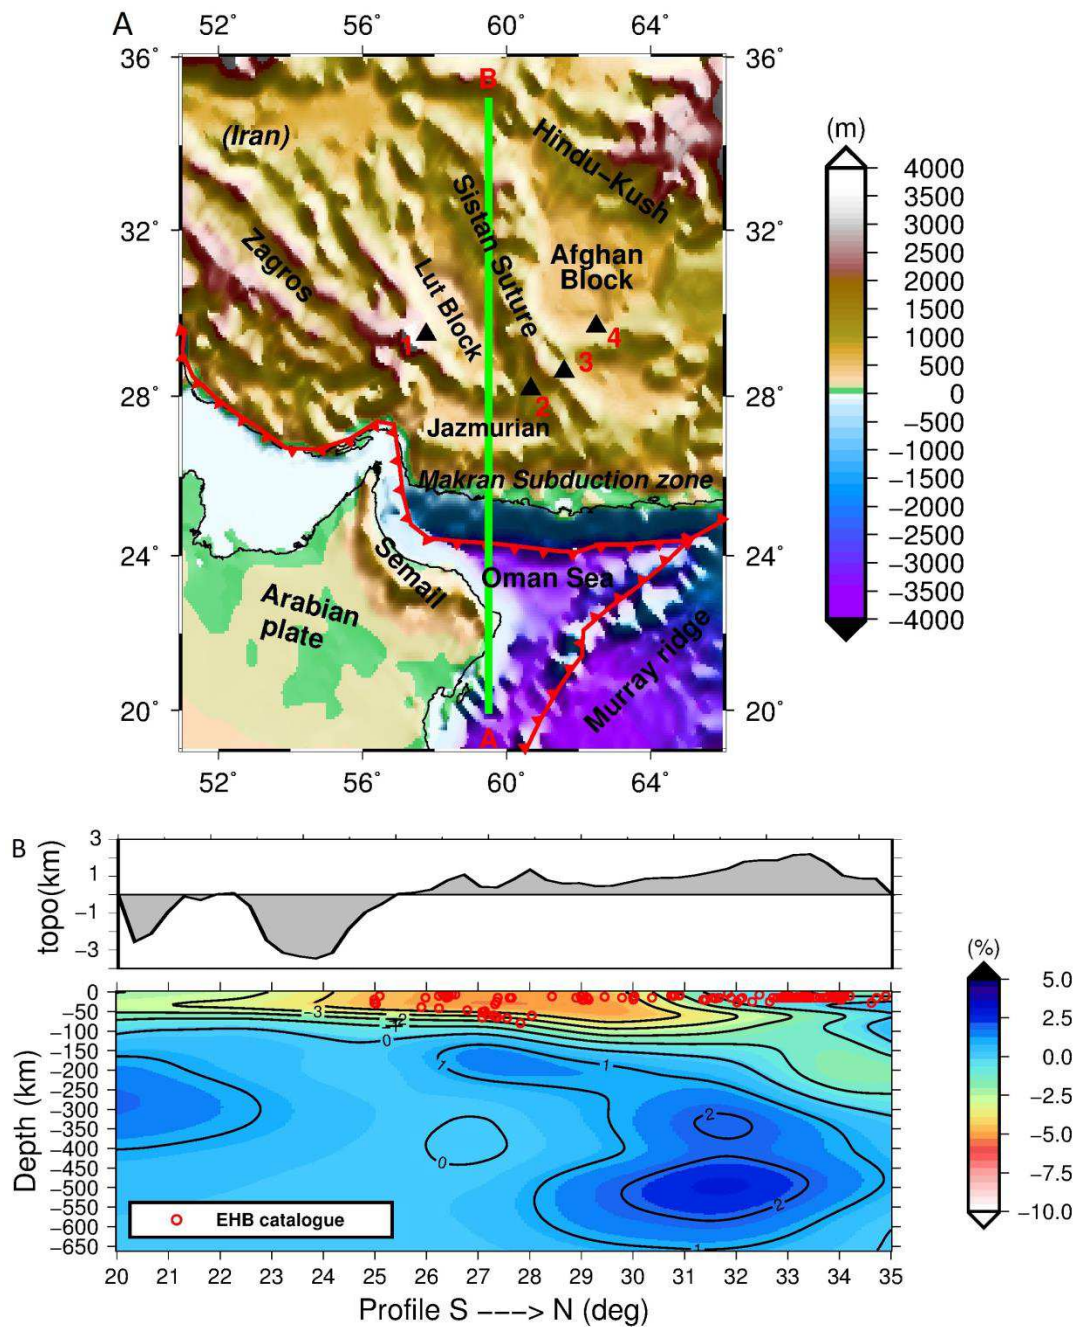 A
52° 56° 60° 64°
36° 36°
B
(Iran)
Hindu-Kush
(m)
4000
3500
3000
2500
2000
1500
1000
500
0
−500
−1000
−1500
−2000
−2500
−3000
−3500
−4000
Sistan Suture
32° 32°
Zagros
Afghan
Block
Lut Block
1
4
3
28° 28°
2
Jazmurian
Makran Subduction zone
24° 24°
Semail
Oman Sea
Arabian
plate
Murray ridge
20° 20°
A
52° 56° 60° 64°
B
topo(km)
3
1
−1
−3
(%)
5.0
2.5
0.0
−2.5
−5.0
−7.5
−10.0
Depth (km)
0
−50
−100
−150
−200
−250
−300
−350
−400
−450
−500
−550
−600
−650
−3
0
1
1
2
0
2
1
EHB catalogue
20 21 22 23 24 25 26 27 28 29 30 31 32 33 34 35
Profile S −−−> N (deg)